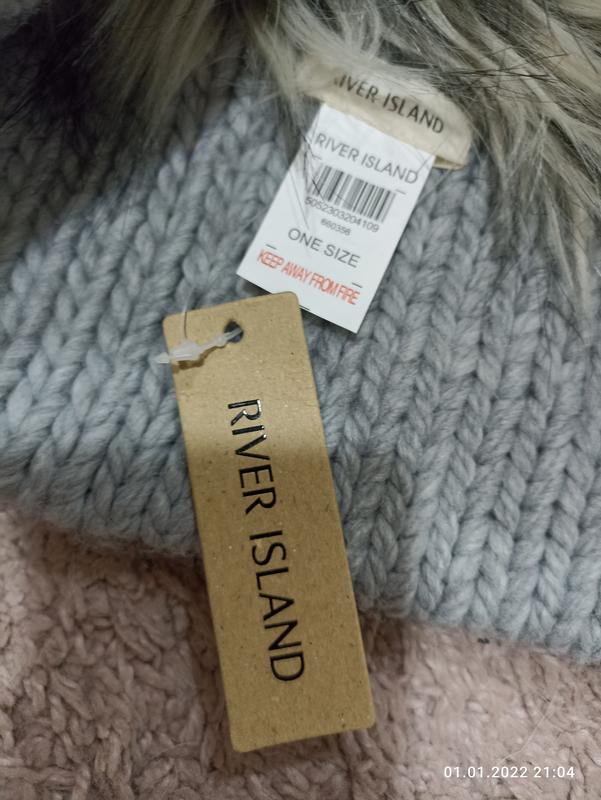 RIVER ISLAND
RIVER ISLAND
5052303204109
660356
ONE SIZE
KEEP AWAY FROM FIRE
RIVER ISLAND
01.01.2022 21:04